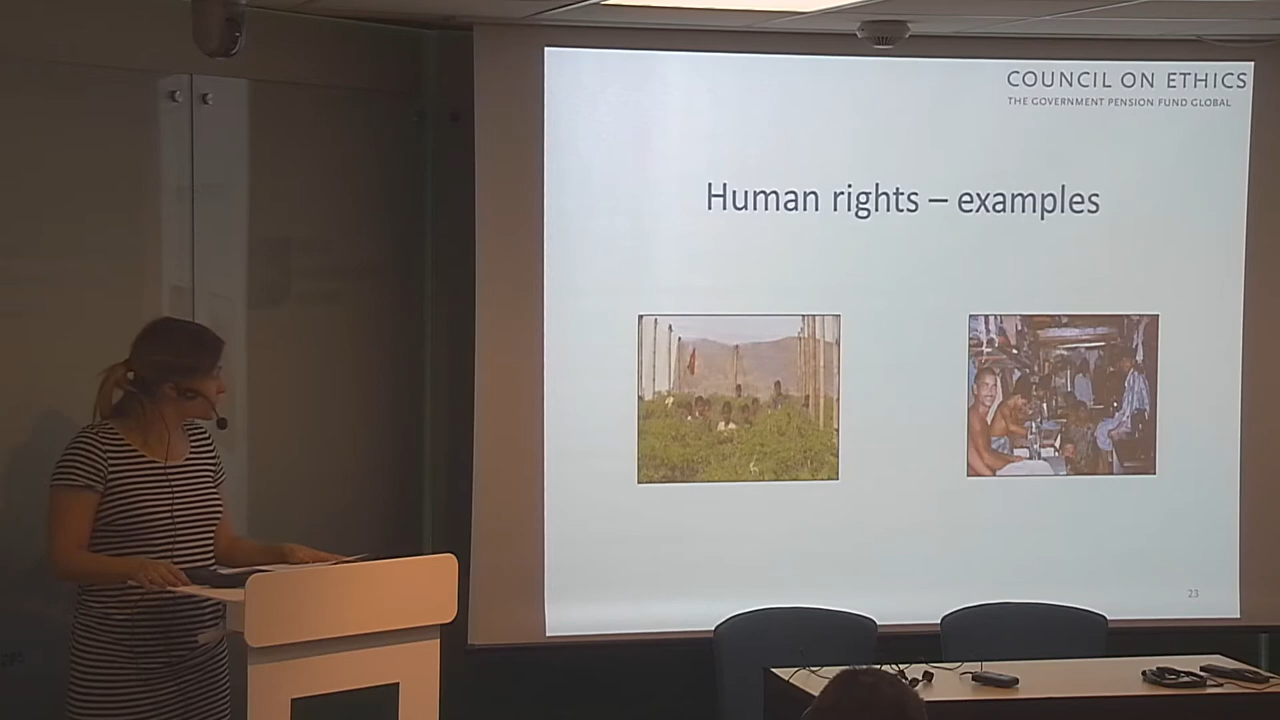 COUNCIL ON ETHICS
THE GOVERNMENT PENSION FUND GLOBAL
Human rights – examples
23